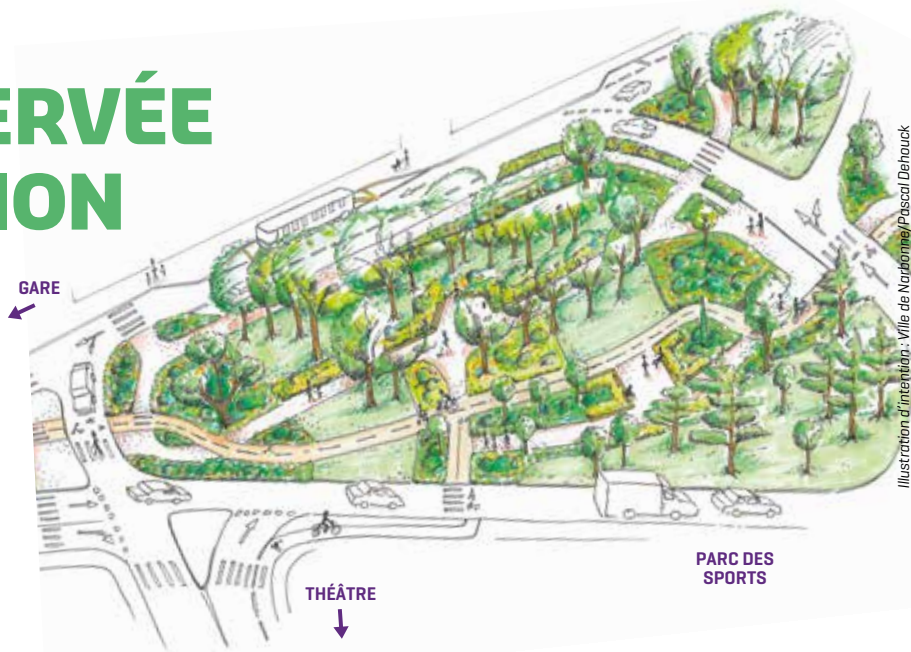 ERVÉE
ION
GARE
Illustration d'intention : Ville de Narbonne/Pascal Dehouck
PARC DES
SPORTS
THÉÂTRE